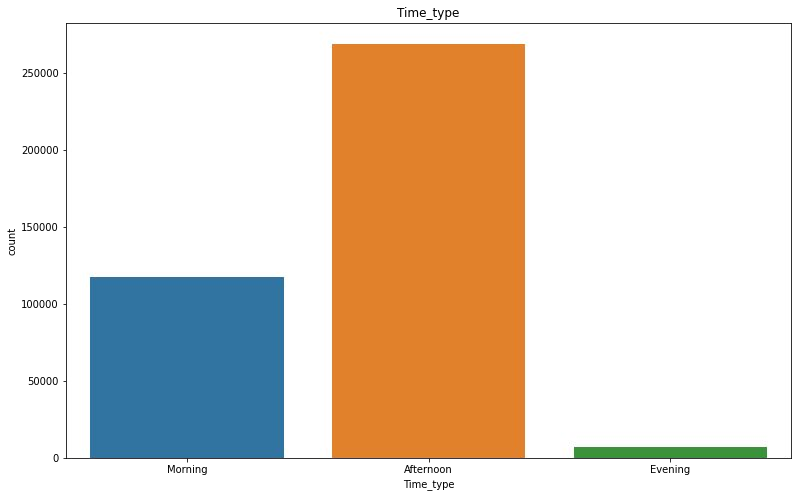 Time_type
250000
200000
150000
100000
50000
0
count
Morning Afternoon Evening
Time_type